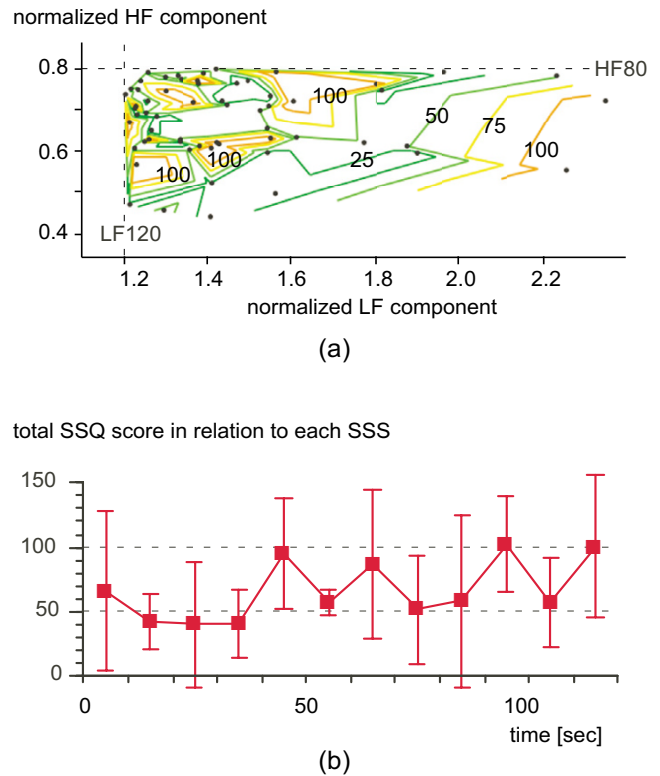 normalized HF component
0.8
HF80
100
50
75
0.6
100
100
25
100
0.4
LF120
1.2 1.4 1.6 1.8 2.0 2.2
normalized LF component
(a)
total SSQ score in relation to each SSS
150
100
50
0
0 50 100
time [sec]
(b)